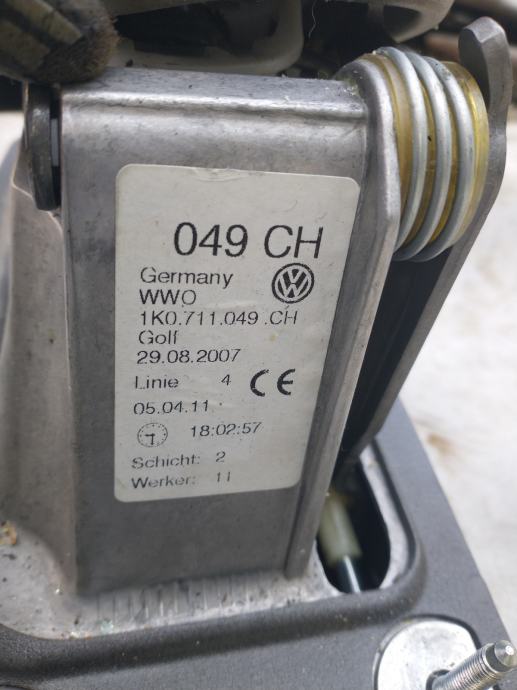 049 CH
Germany
WWO
1K0.711.049 .CH
Golf
29.08.2007
Linie 4 CE
05.04.11
18:02:57
Schicht: 2
Werker: 11